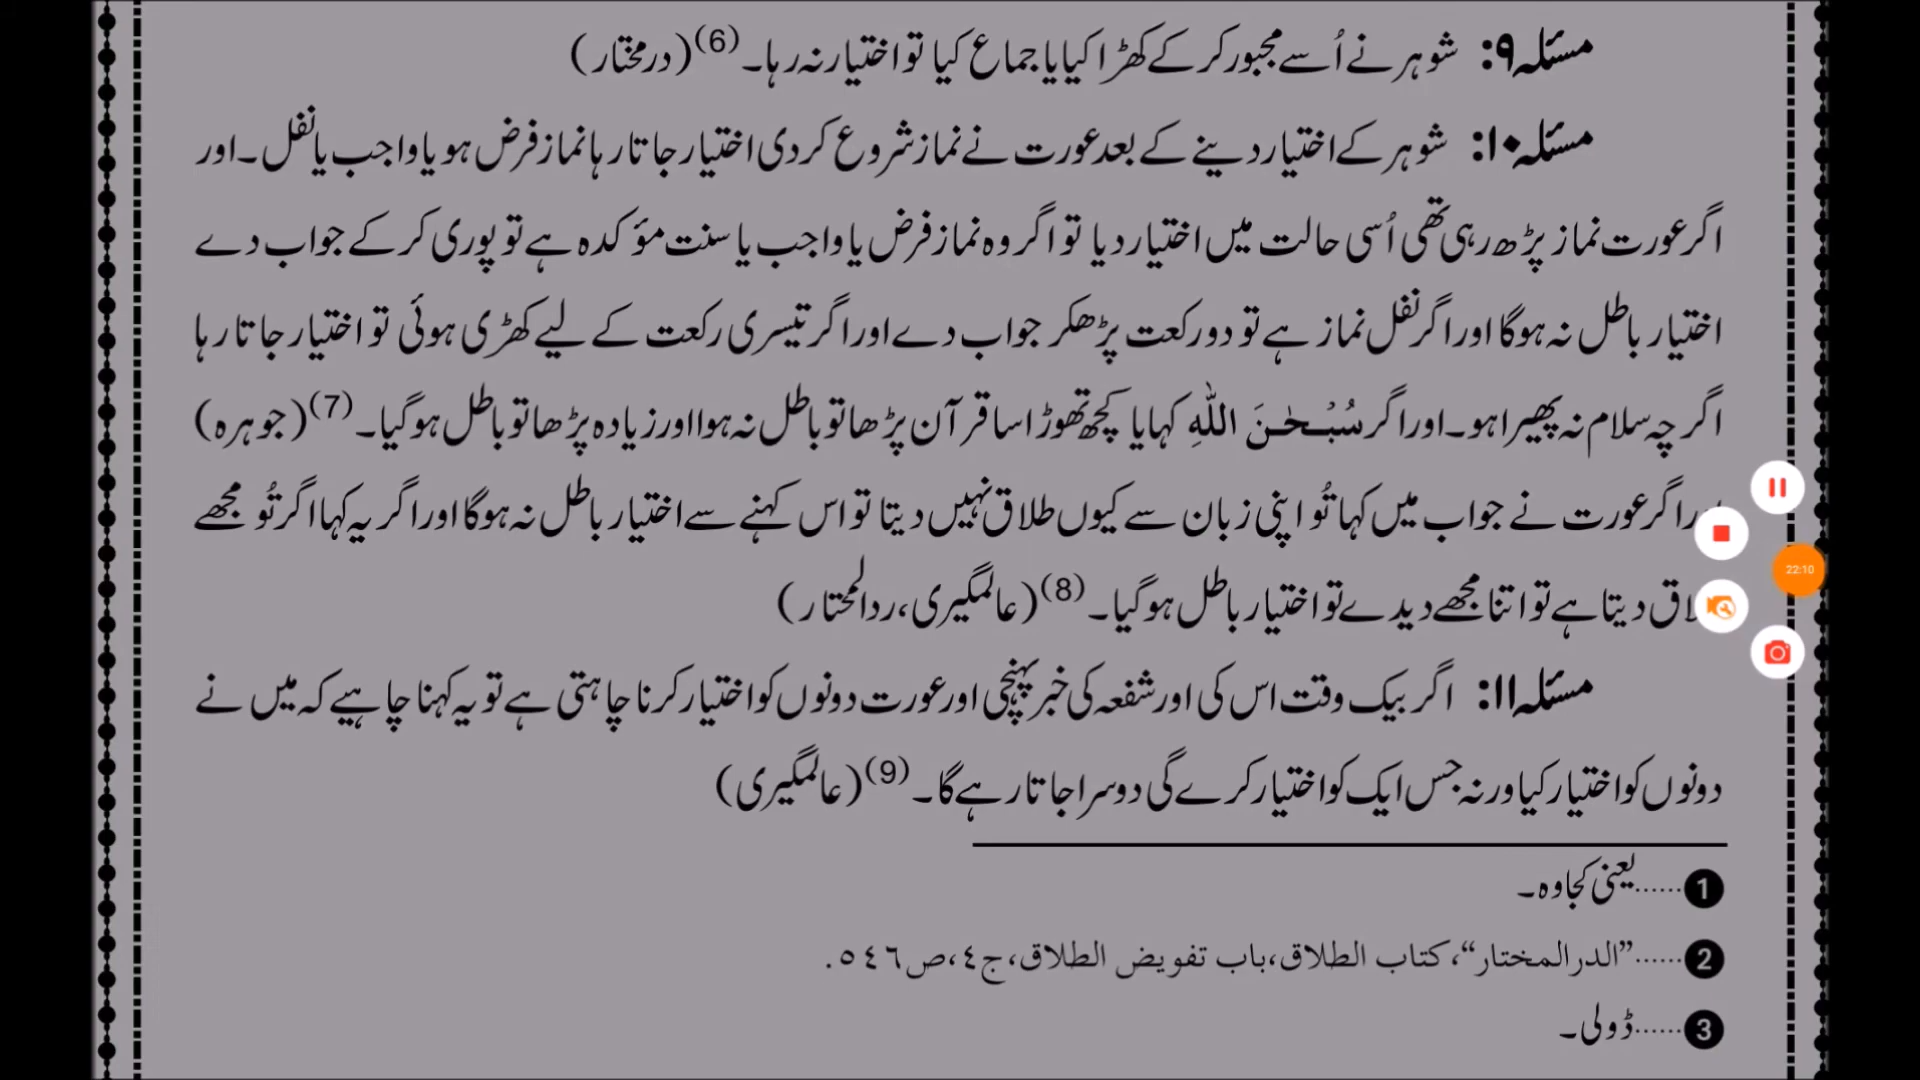 مسئلہ ۹: شوہر نے اُسے مجبور کر کے کھڑا کیا یا جماع کیا تو اختیار نہ رہا۔ (6) (درمختار)
مسئلہ ۱۰: شوہر کے اختیار دینے کے بعد عورت نے نماز شروع کر دی اختیار جاتا رہا نماز فرض ہو یا واجب یا نفل۔ اور
اگر عورت نماز پڑھ رہی تھی اُسی حالت میں اختیار دیا تو اگر وہ نماز فرض یا واجب یا سنت مؤکدہ ہے تو پوری کر کے جواب دے
اختیار باطل نہ ہوگا اور اگر نفل نماز ہے تو دو رکعت پڑھکر جواب دے اور اگر تیسری رکعت کے لیے کھڑی ہوئی تو اختیار جاتا رہا
اگرچہ سلام نہ پھیرا ہو۔ اور اگر سُبْحٰنَ اللّٰہِ کہا یا کچھ تھوڑا سا قرآن پڑھا تو باطل نہ ہوا اور زیادہ پڑھا تو باطل ہوگیا۔ (7) (جوہرہ)
اگر عورت نے جواب میں کہا تُو اپنی زبان سے کیوں طلاق نہیں دیتا تو اس کہنے سے اختیار باطل نہ ہوگا اور اگر یہ کہا اگر تُو مجھے
دیتا ہے تو اتنا مجھے دیدے تو اختیار باطل ہوگیا۔ (8) (عالمگیری، ردالمحتار)
مسئلہ ۱۱: اگر بیک وقت اس کی اور شفعہ کی خبر پہنچی اور عورت دونوں کو اختیار کرنا چاہتی ہے تو یہ کہنا چاہیے کہ میں نے
دونوں کو اختیار کیا ورنہ جس ایک کو اختیار کرے گی دوسرا جاتا رہے گا۔ (9) (عالمگیری)
1 ......یعنی کجاوہ۔
2 ......”الدرالمختار“، کتاب الطلاق، باب تفویض الطلاق، ج٤، ص٥٤٦.
3 ......ڈولی۔
22:10